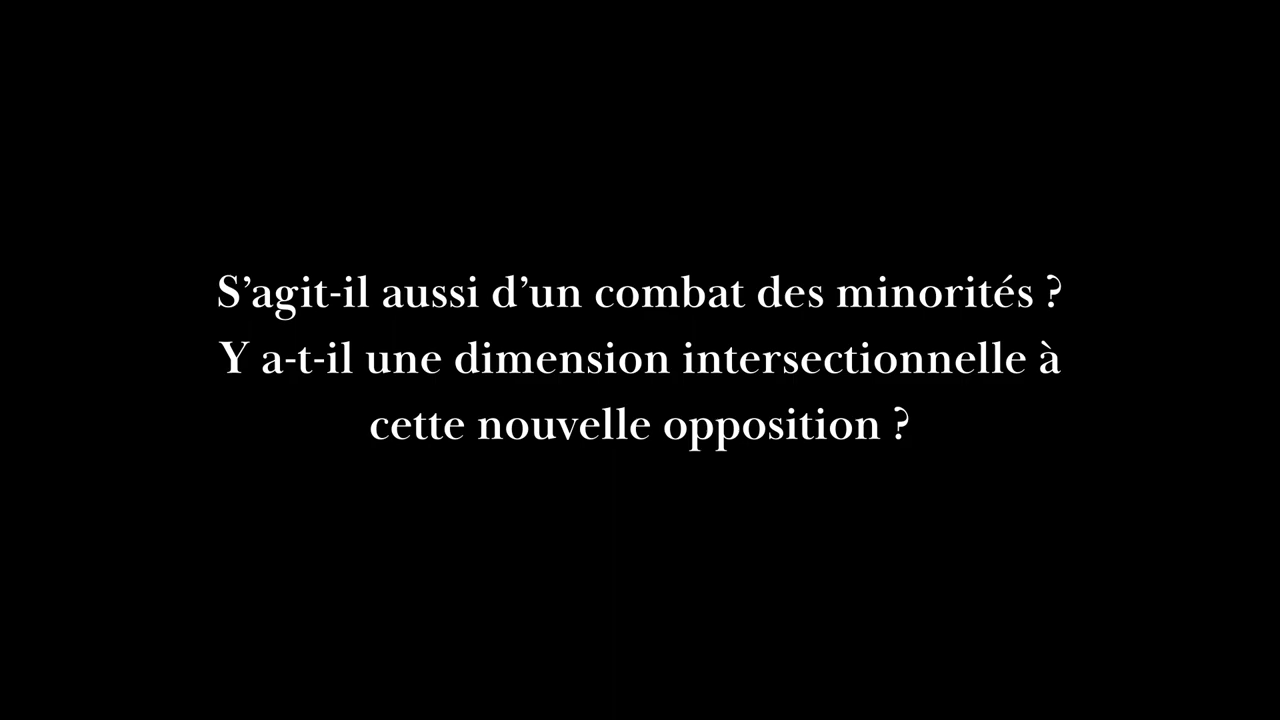 S’agit-il aussi d’un combat des minorités ?
Y a-t-il une dimension intersectionnelle à
cette nouvelle opposition ?